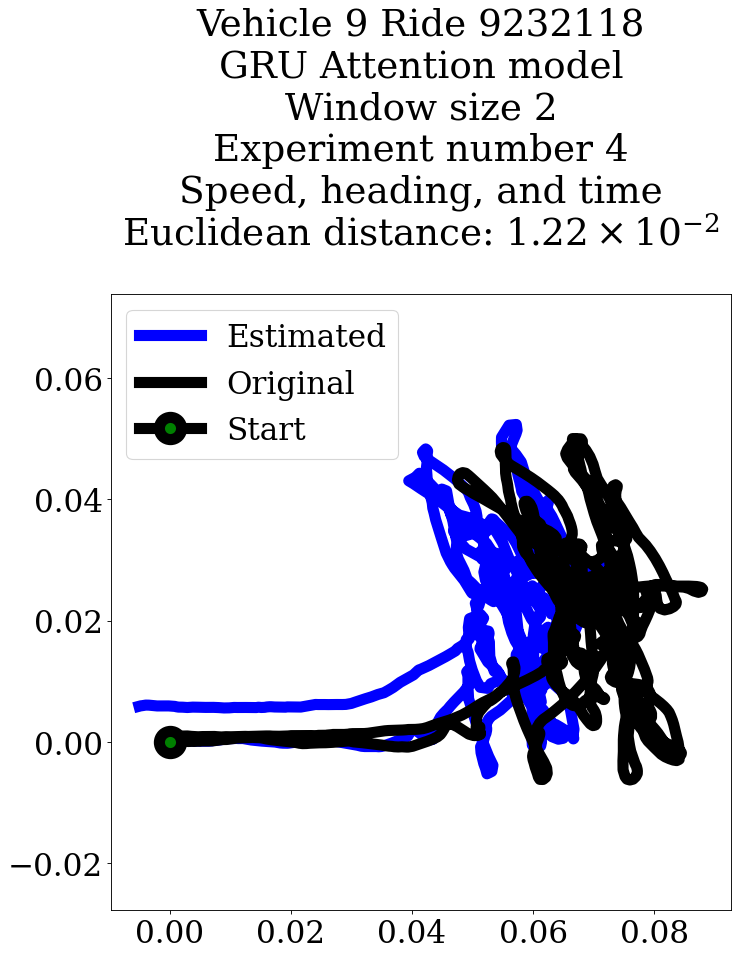 Vehicle 9 Ride 9232118
GRU Attention model
Window size 2
Experiment number 4
Speed, heading, and time
Euclidean distance: 1.22 × 10⁻²
Estimated
Original
Start
0.06
0.04
0.02
0.00
−0.02
0.00 0.02 0.04 0.06 0.08